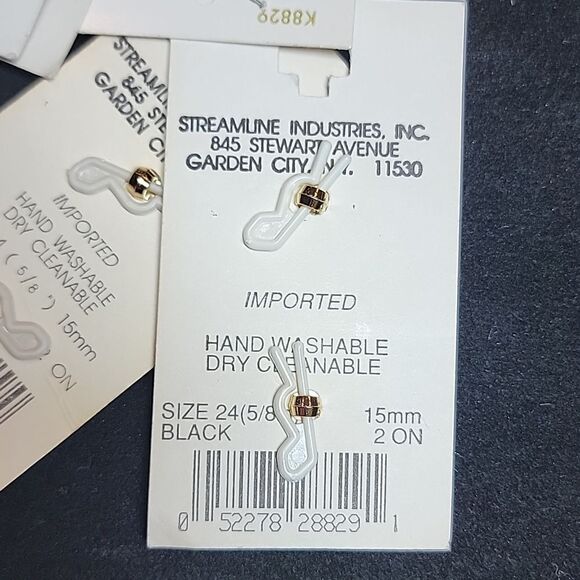 K8829
STREAMLINE INDUSTRIES, INC.
845 STEWART AVENUE
GARDEN CITY, N.Y. 11530
IMPORTED
HAND WASHABLE
DRY CLEANABLE
SIZE 24(5/8 15mm
BLACK 2 ON
0 52278 28829 1
STREAMLINE
845
GARDEN
IMPORTED
HAND WASHABLE
DRY CLEANABLE
( 5/8 ") 15mm
ON